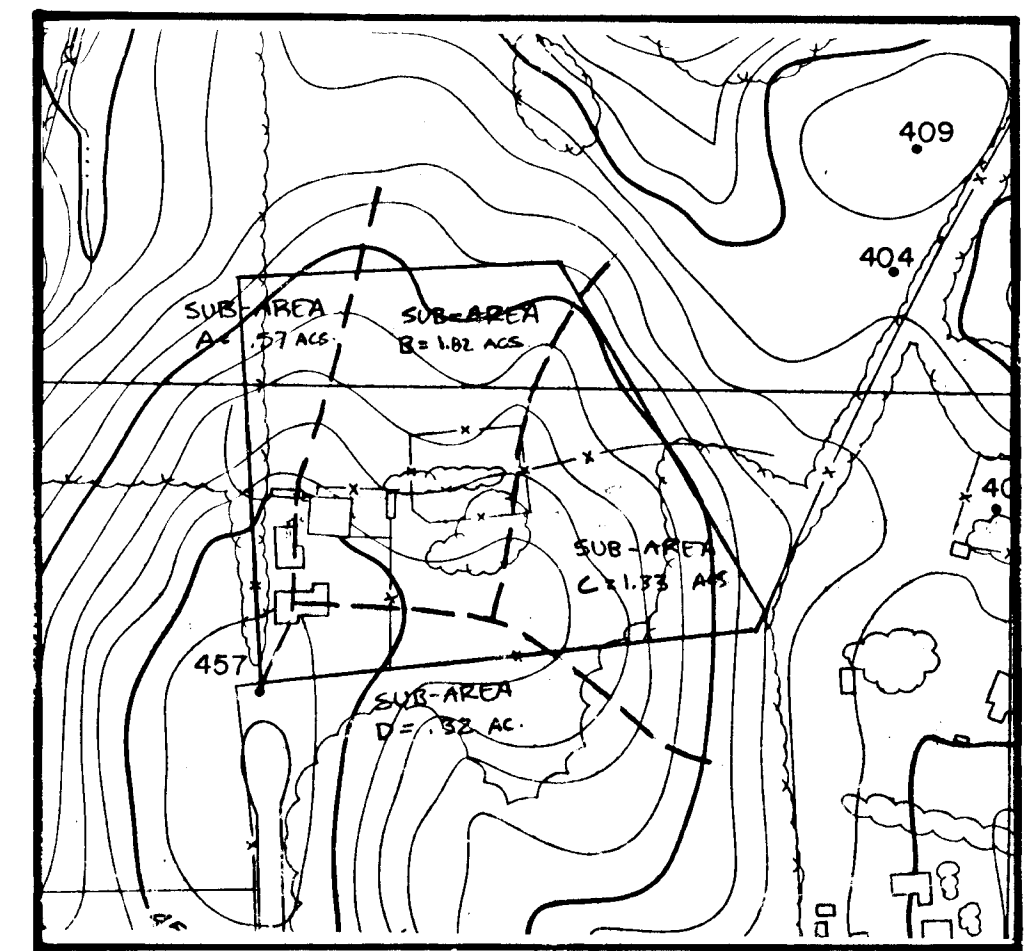 409
404
SUB-AREA
A= .57 ACS.
SUB-AREA
B= 1.82 ACS.
40
SUB-AREA
C= 1.33 ACS
457
SUB-AREA
D= .32 AC.